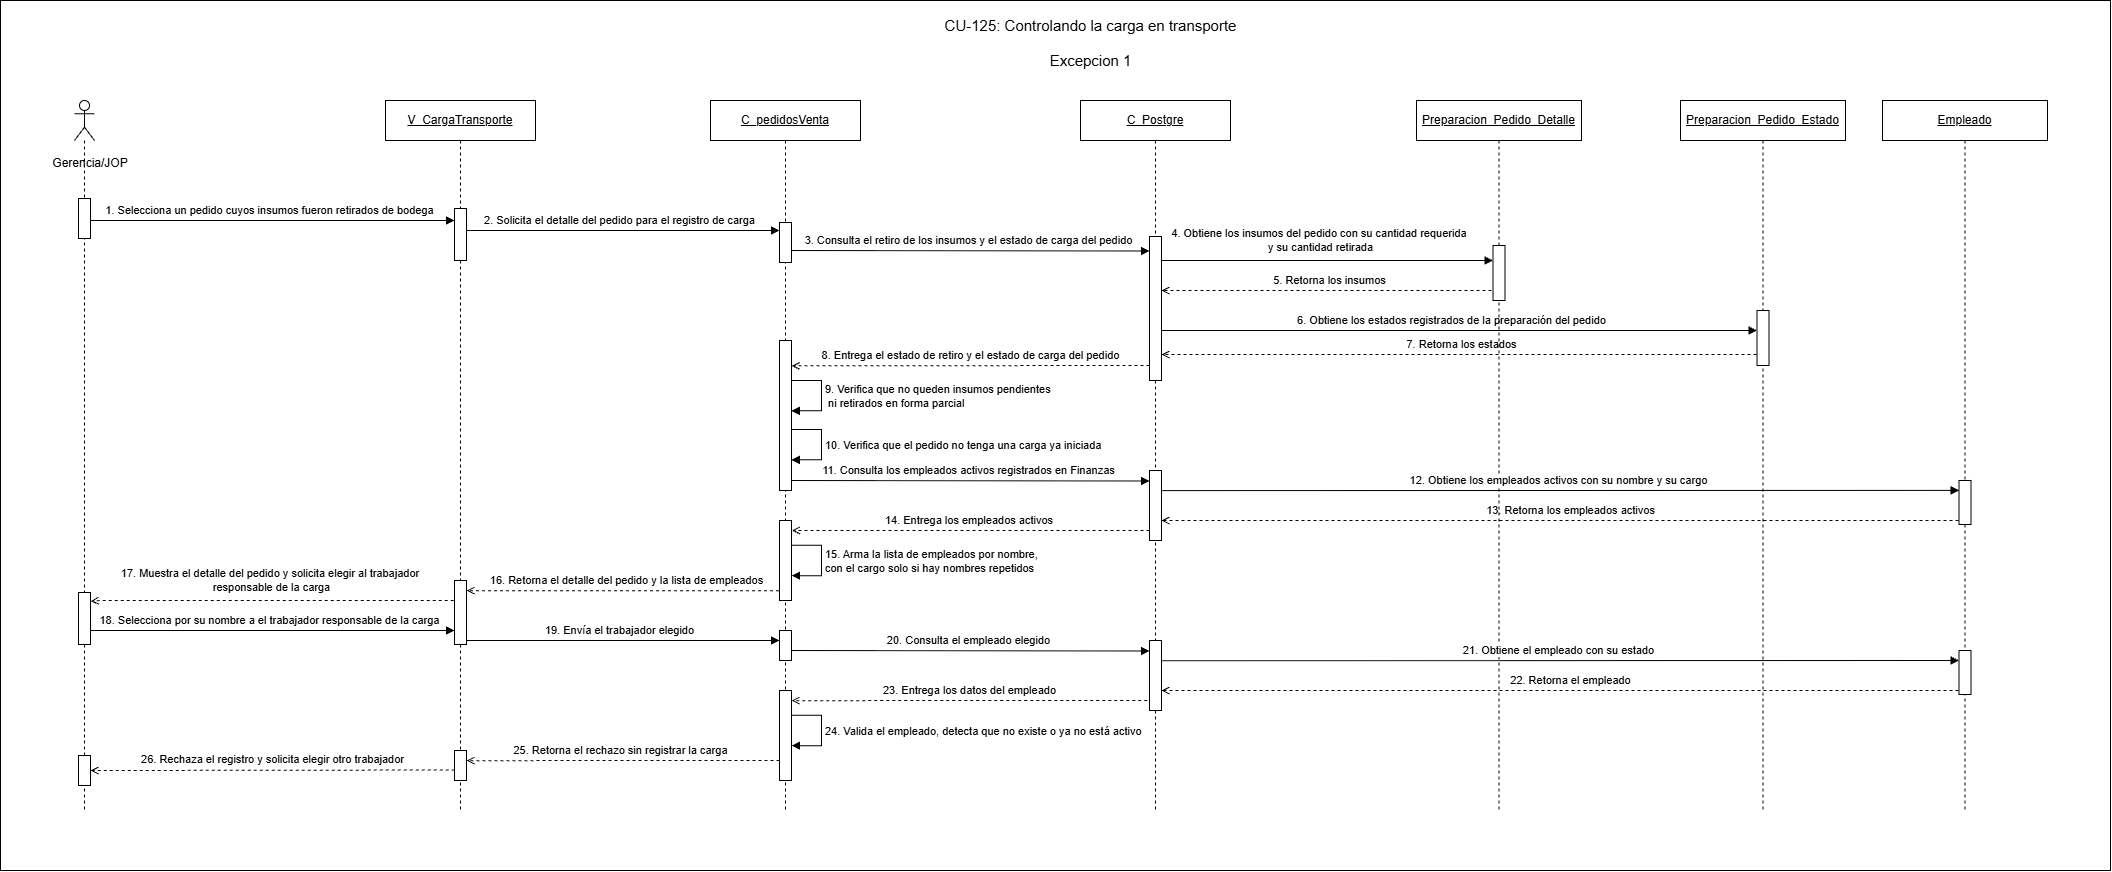 CU-125: Controlando la carga en transporte
Excepcion 1
Gerencia/JOP
V_CargaTransporte
C_pedidosVenta
C_Postgre
Preparacion_Pedido_Detalle
Preparacion_Pedido_Estado
Empleado
1. Selecciona un pedido cuyos insumos fueron retirados de bodega
2. Solicita el detalle del pedido para el registro de carga
3. Consulta el retiro de los insumos y el estado de carga del pedido
4. Obtiene los insumos del pedido con su cantidad requerida
y su cantidad retirada
5. Retorna los insumos
6. Obtiene los estados registrados de la preparación del pedido
7. Retorna los estados
8. Entrega el estado de retiro y el estado de carga del pedido
9. Verifica que no queden insumos pendientes
ni retirados en forma parcial
10. Verifica que el pedido no tenga una carga ya iniciada
11. Consulta los empleados activos registrados en Finanzas
12. Obtiene los empleados activos con su nombre y su cargo
13. Retorna los empleados activos
14. Entrega los empleados activos
15. Arma la lista de empleados por nombre,
con el cargo solo si hay nombres repetidos
16. Retorna el detalle del pedido y la lista de empleados
17. Muestra el detalle del pedido y solicita elegir al trabajador
responsable de la carga
18. Selecciona por su nombre a el trabajador responsable de la carga
19. Envía el trabajador elegido
20. Consulta el empleado elegido
21. Obtiene el empleado con su estado
22. Retorna el empleado
23. Entrega los datos del empleado
24. Valida el empleado, detecta que no existe o ya no está activo
25. Retorna el rechazo sin registrar la carga
26. Rechaza el registro y solicita elegir otro trabajador